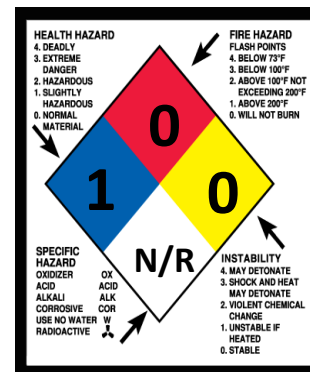 HEALTH HAZARD
4. DEADLY
3. EXTREME
DANGER
2. HAZARDOUS
1. SLIGHTLY
HAZARDOUS
0. NORMAL
MATERIAL
FIRE HAZARD
FLASH POINTS
4. BELOW 73°F
3. BELOW 100°F
2. ABOVE 100°F NOT
EXCEEDING 200°F
1. ABOVE 200°F
0. WILL NOT BURN
0
1
0
N/R
SPECIFIC
HAZARD
OXIDIZER OX
ACID ACID
ALKALI ALK
CORROSIVE COR
USE NO WATER W
RADIOACTIVE
INSTABILITY
4. MAY DETONATE
3. SHOCK AND HEAT
MAY DETONATE
2. VIOLENT CHEMICAL
CHANGE
1. UNSTABLE IF
HEATED
0. STABLE